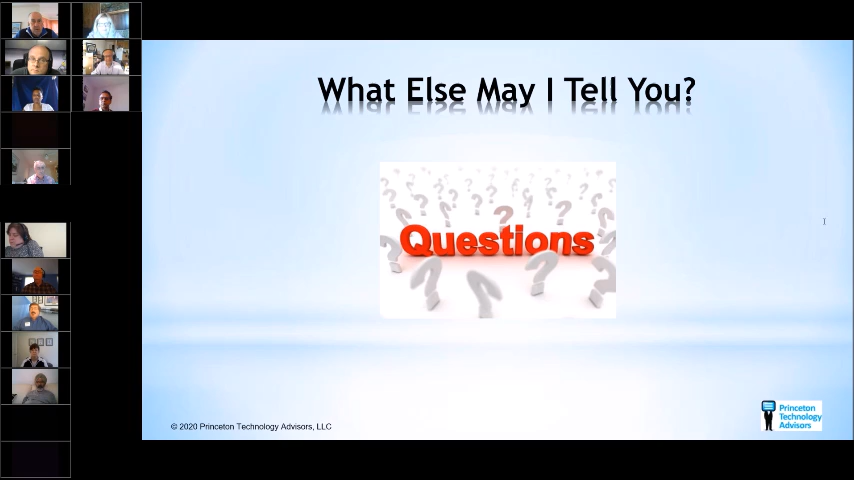 What Else May I Tell You?
Questions
© 2020 Princeton Technology Advisors, LLC
Princeton
Technology
Advisors